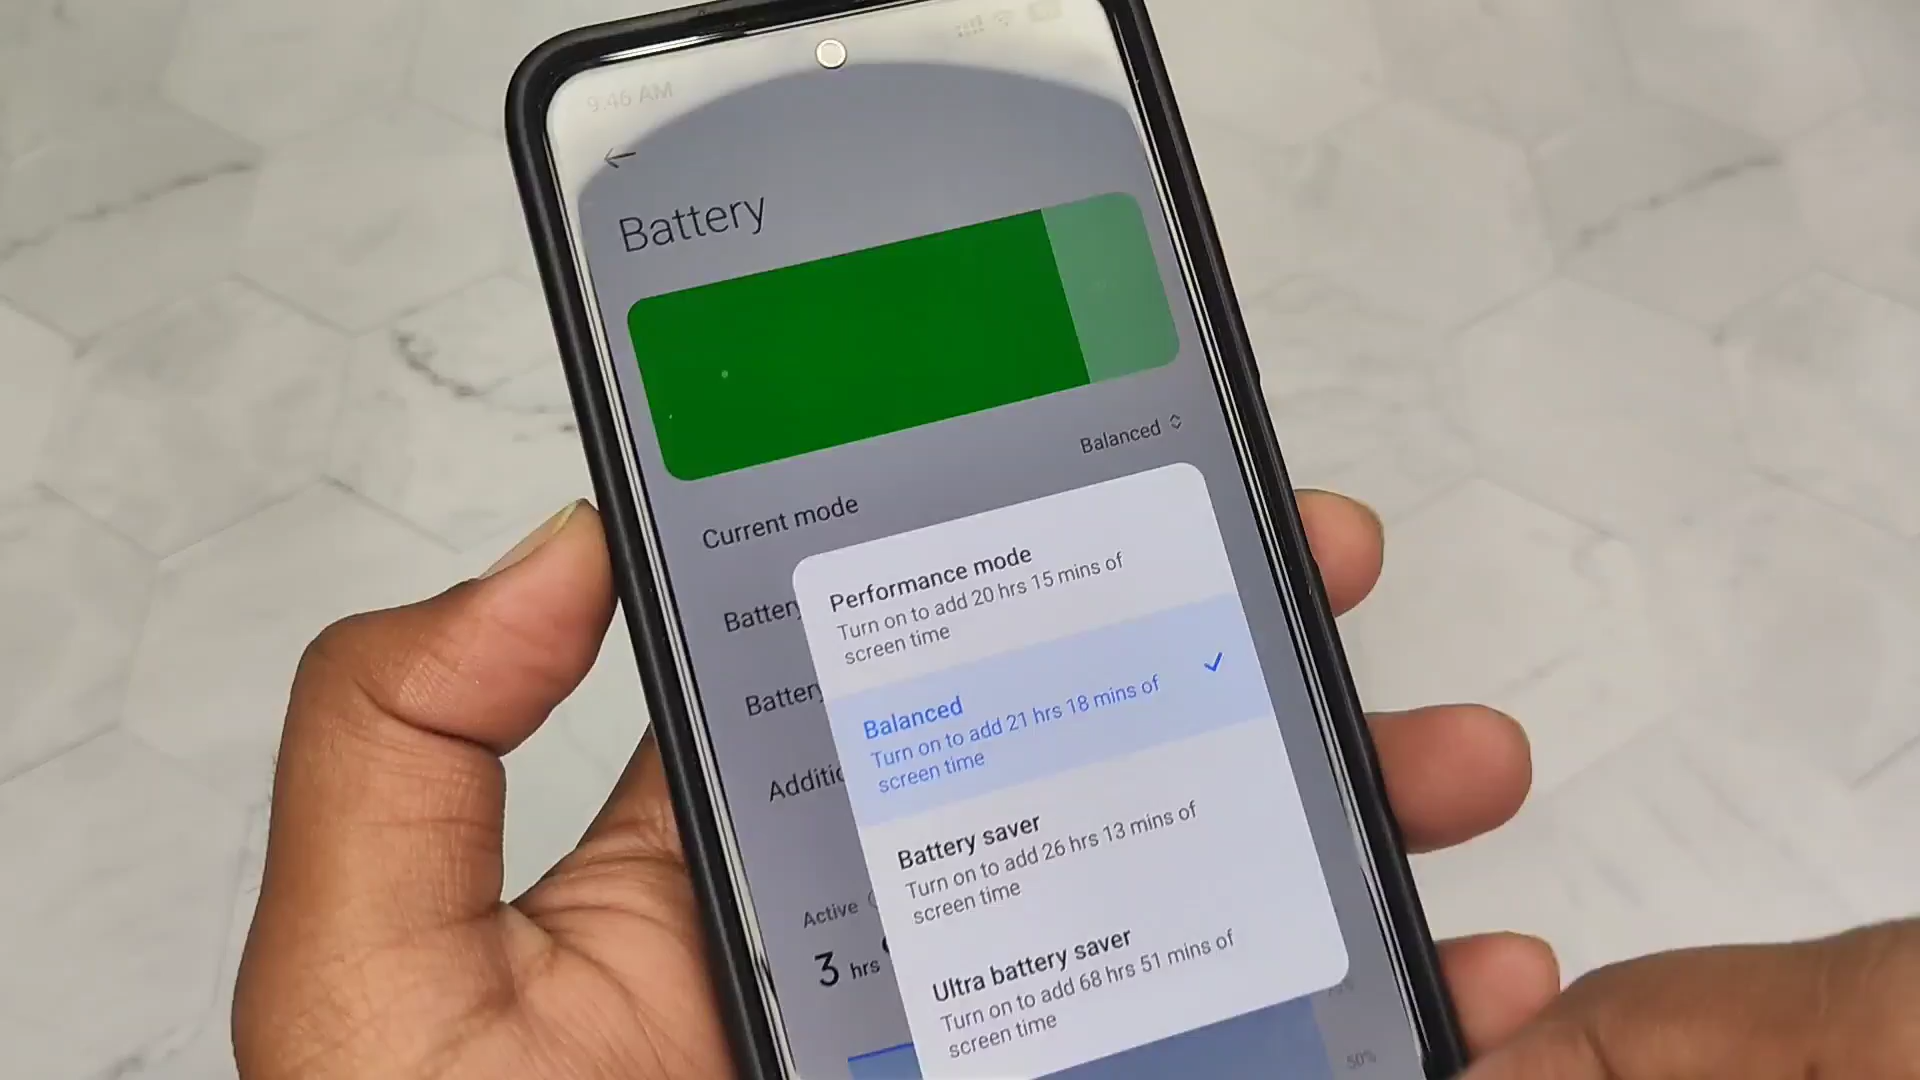 9:46 AM
Battery
Balanced
Current mode
Performance mode
Turn on to add 20 hrs 15 mins of
screen time
Battery
Balanced
Turn on to add 21 hrs 18 mins of
screen time
Battery
Battery saver
Turn on to add 26 hrs 13 mins of
screen time
Active
3 hrs
Ultra battery saver
Turn on to add 68 hrs 51 mins of
screen time
50%